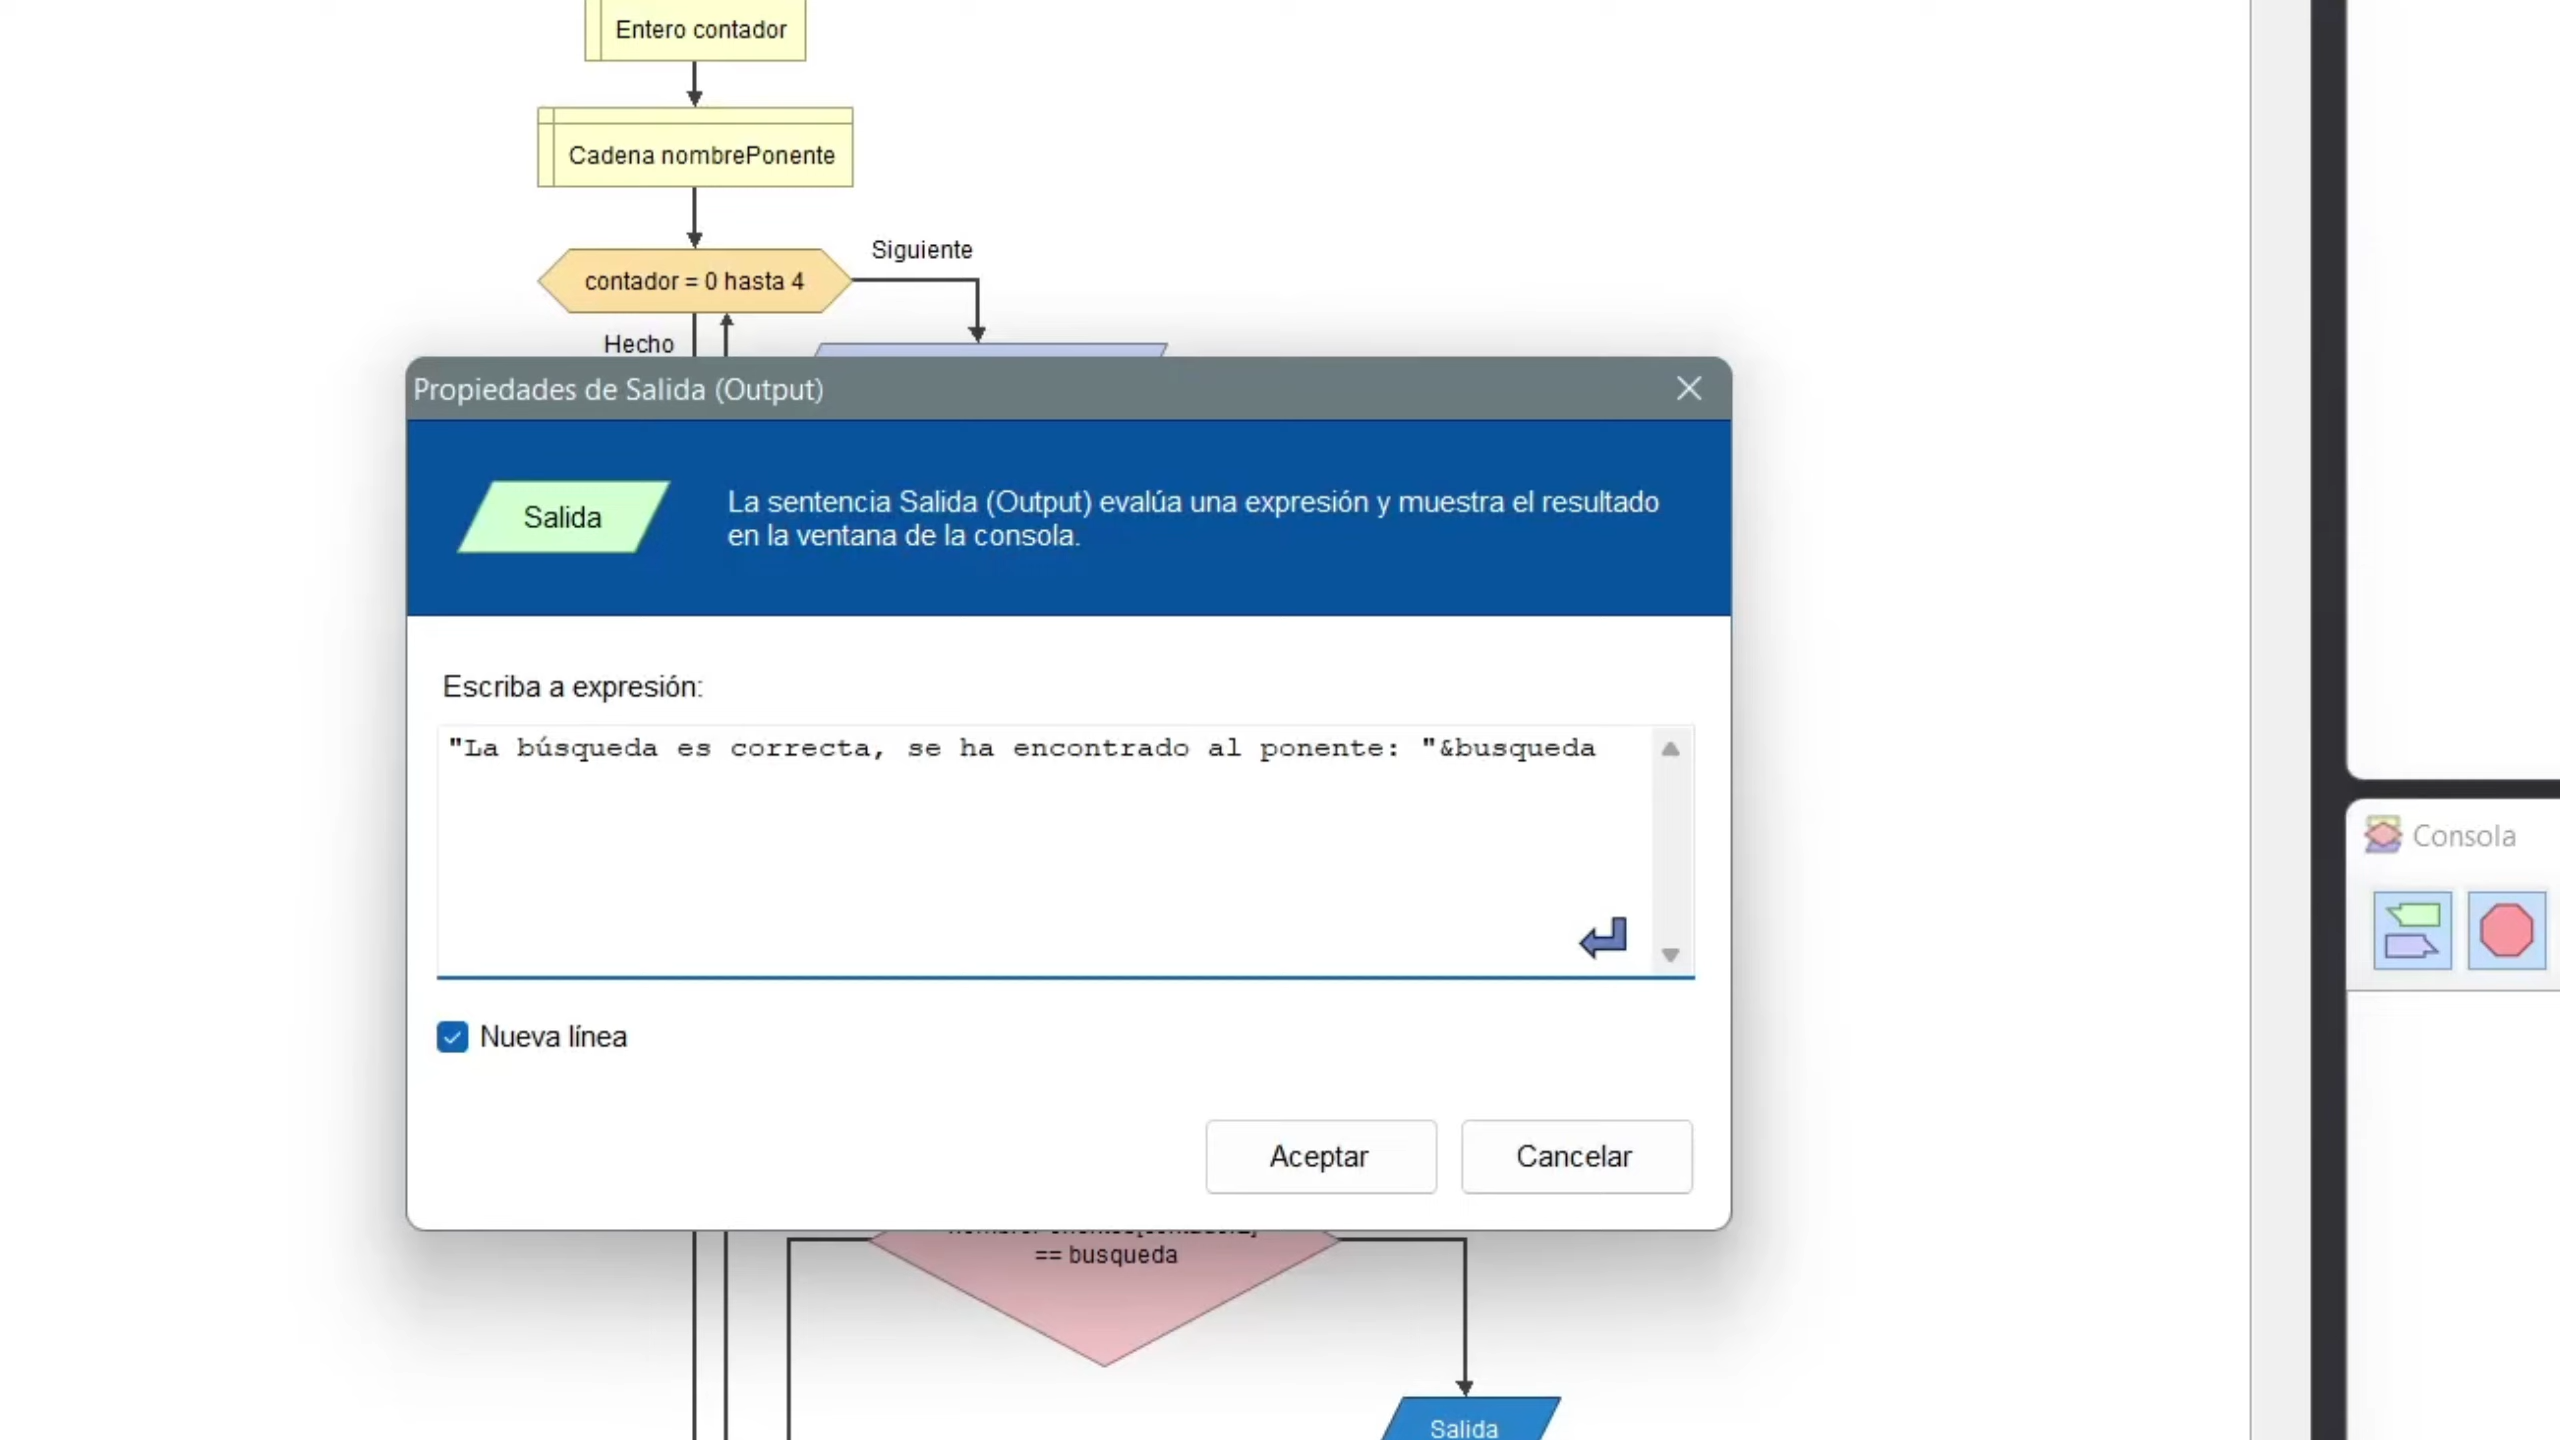 Entero contador
Cadena nombrePonente
Siguiente
contador = 0 hasta 4
Hecho
Propiedades de Salida (Output)
Salida
La sentencia Salida (Output) evalúa una expresión y muestra el resultado
en la ventana de la consola.
Escriba a expresión:
"La búsqueda es correcta, se ha encontrado al ponente: "&busqueda
Consola
Nueva línea
Aceptar
Cancelar
== busqueda
Salida